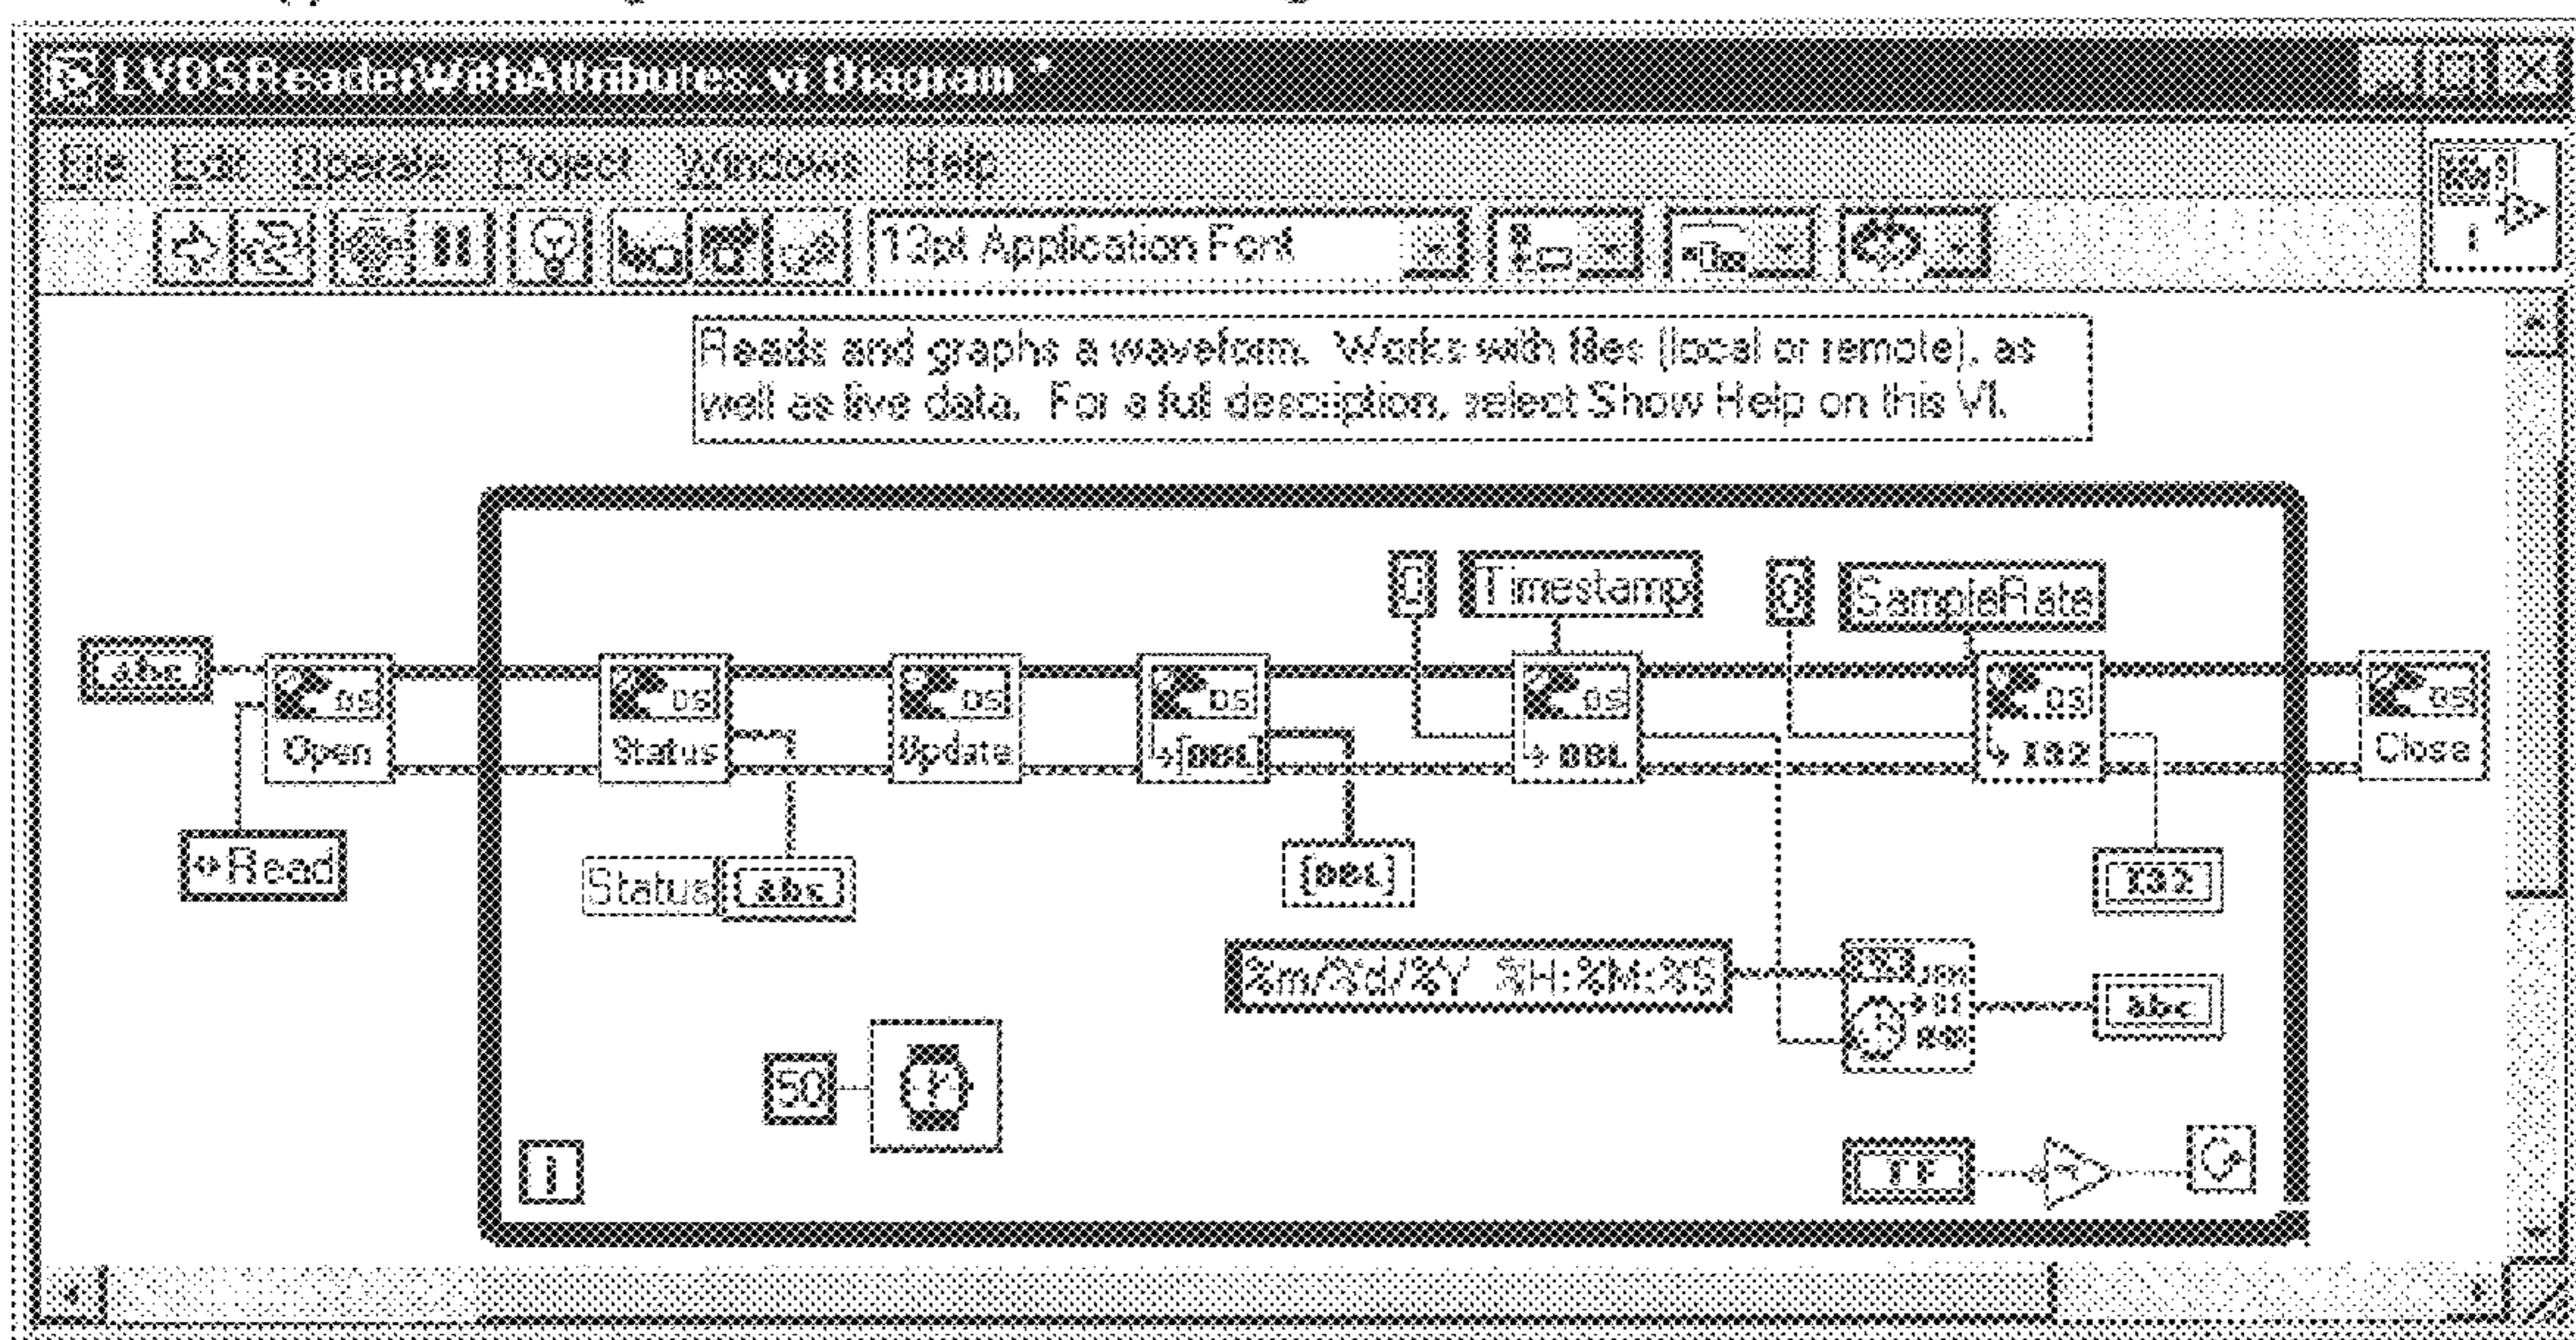 LVDSReaderWithAttributes.vi Diagram *
File Edit Operate Project Windows Help
13pt Application Font
Reads and graphs a waveform. Works with files (local or remote), as
well as live data. For a full description, select Show Help on this VI.
Timestamp
0 SampleRate
abc
DS DS DS DS DS DS DS
Open Status Update [DBL] DBL I32 Close
Read
Status abc
[DBL]
I32
%m/%d/%Y %H:%M:%S
abc
50
i
TF